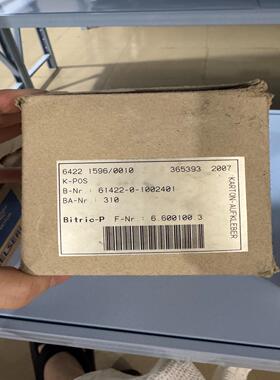 6422 1596/0010 365393 2007
K-POS
B-Nr. : 61422-0-1002401
BA-Nr : 310
Bitric-P F-Nr. : 6.600100.3
KARTON-AUFKLEBER